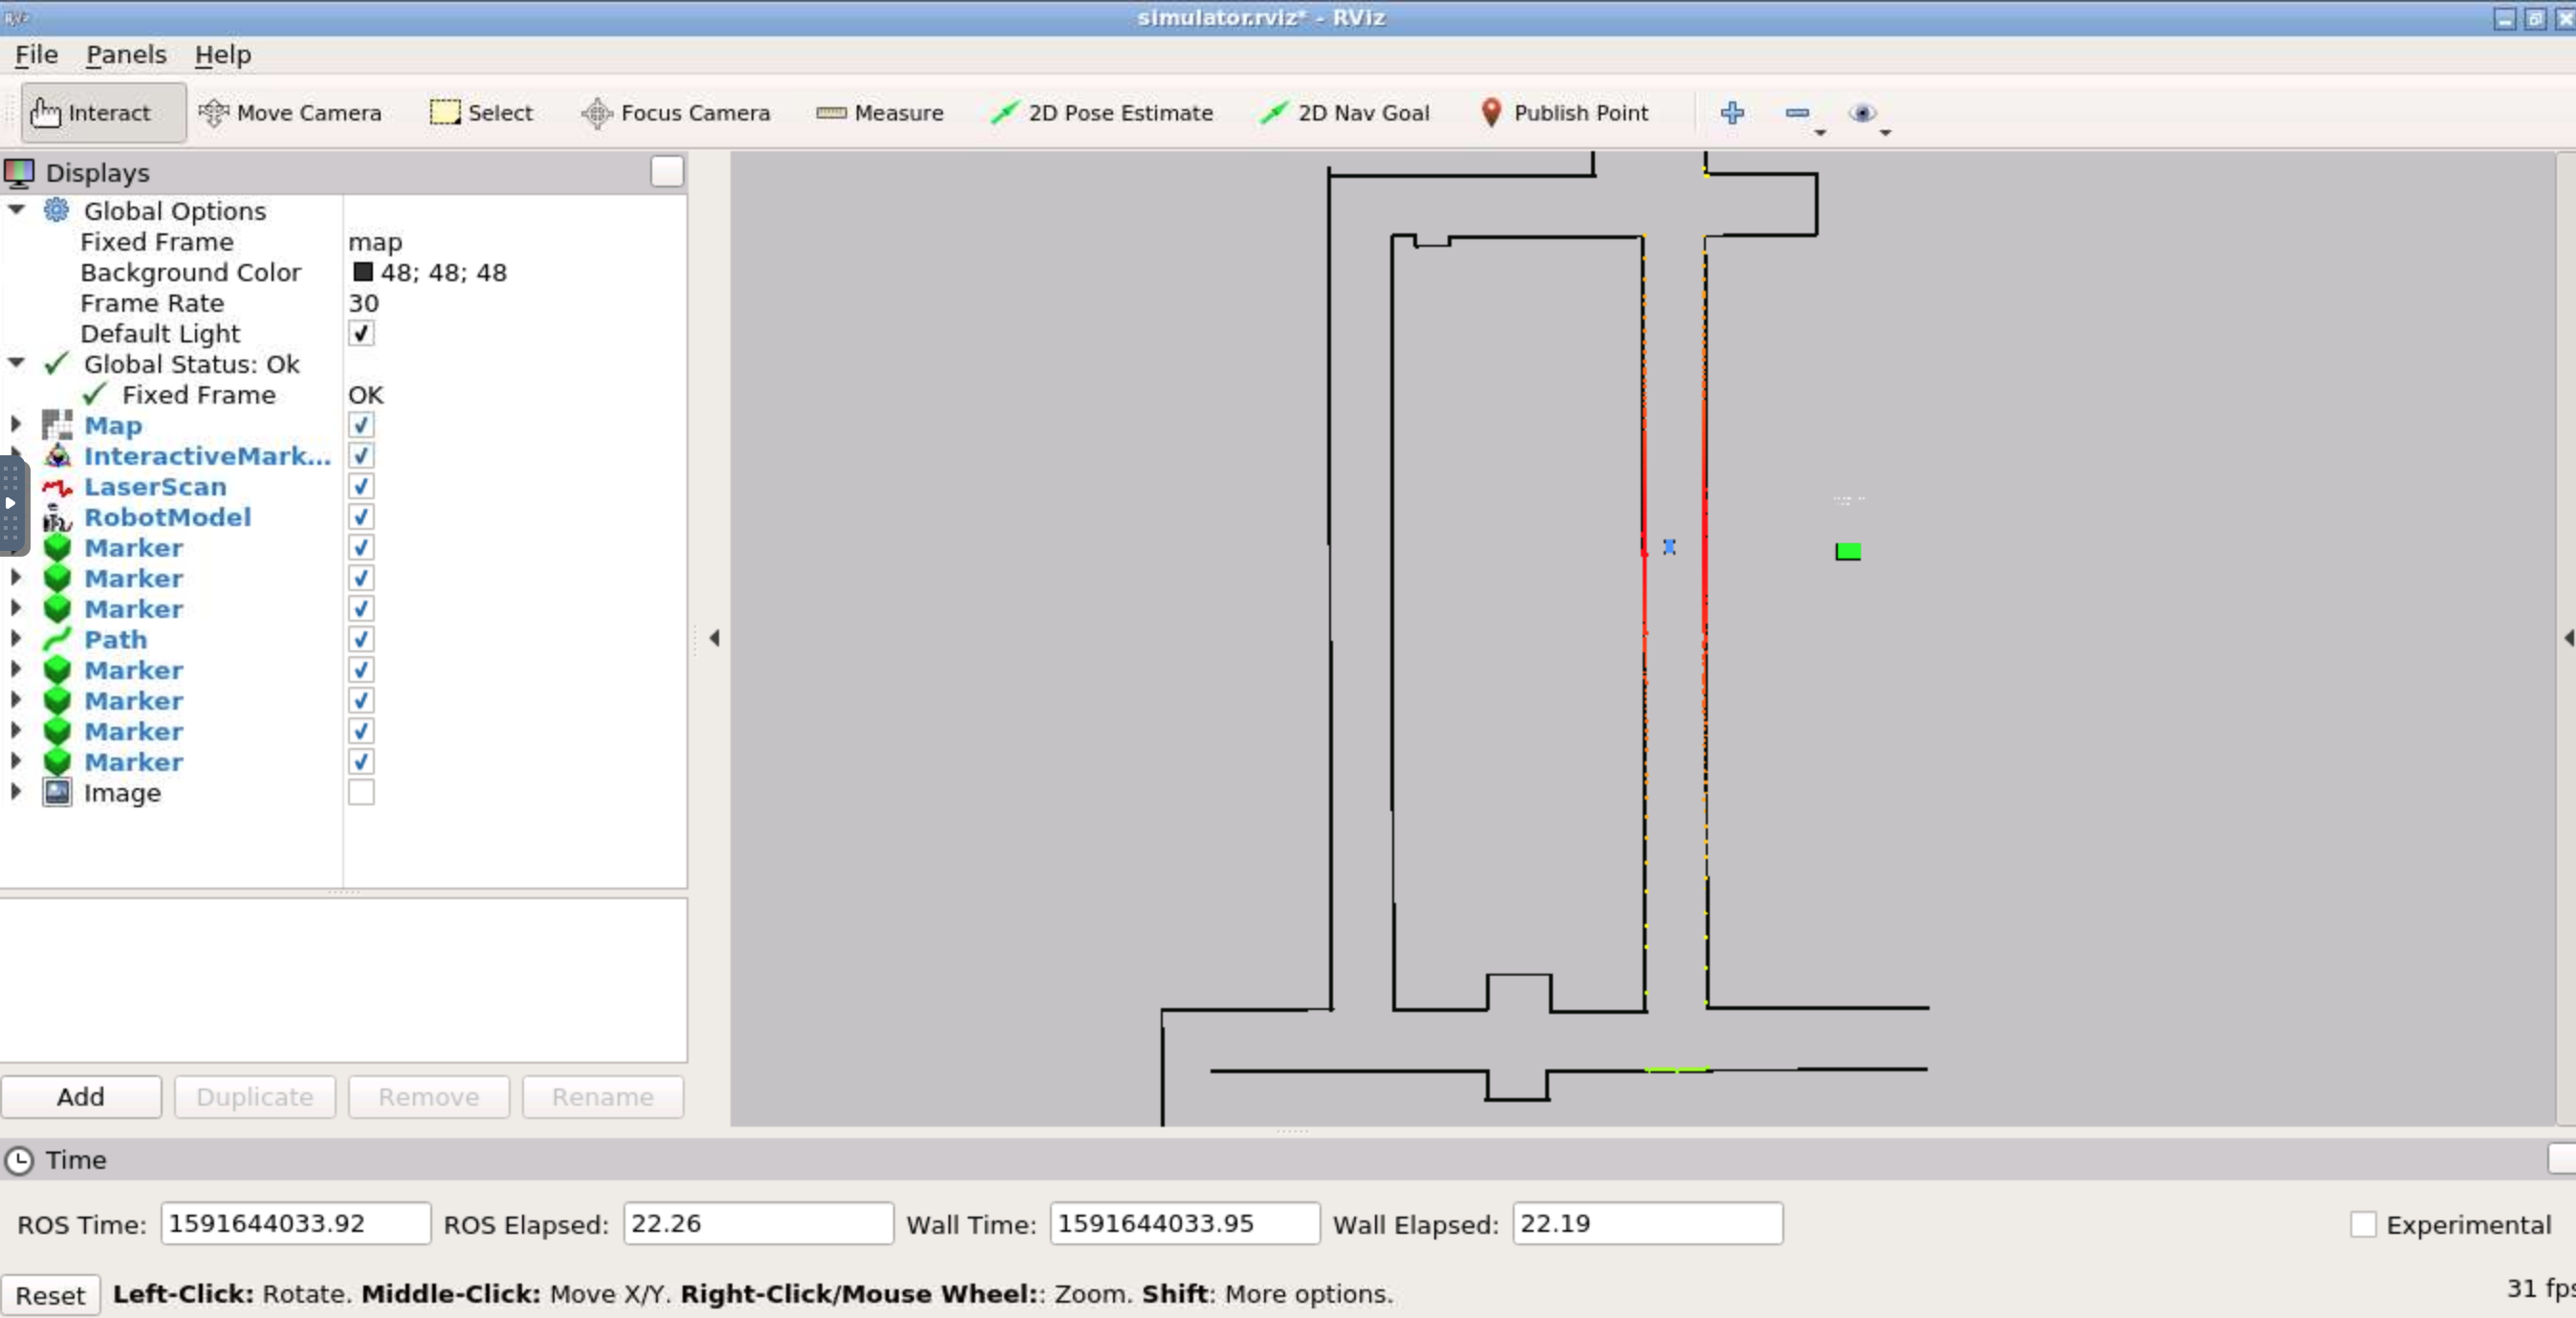 simulator.rviz* - RViz
File Panels Help
Interact Move Camera Select Focus Camera Measure 2D Pose Estimate 2D Nav Goal Publish Point
Displays
Global Options
Fixed Frame map
Background Color 48; 48; 48
Frame Rate 30
Default Light
Global Status: Ok
Fixed Frame OK
Map
InteractiveMark...
LaserScan
RobotModel
Marker
Marker
Marker
Path
Marker
Marker
Marker
Marker
Image
Add Duplicate Remove Rename
Time
ROS Time: 1591644033.92 ROS Elapsed: 22.26 Wall Time: 1591644033.95 Wall Elapsed: 22.19 Experimental
Reset Left-Click: Rotate. Middle-Click: Move X/Y. Right-Click/Mouse Wheel:: Zoom. Shift: More options. 31 fps